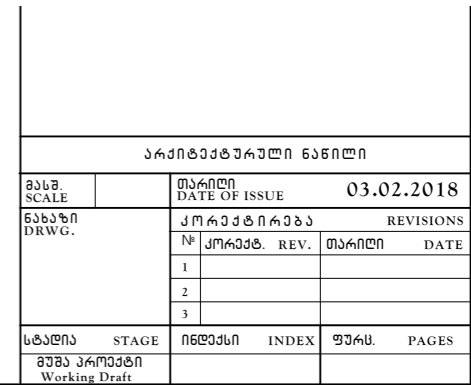 არქიტექტურული ნაწილი
მასშ.
SCALE
თარიღი
DATE OF ISSUE 03.02.2018
ნახაზი
DRWG.
კორექტირება REVISIONS
№ კორექტ. REV. თარიღი DATE
1
2
3
სტადია STAGE ინდექსი INDEX ფურც. PAGES
მუშა პროექტი
Working Draft